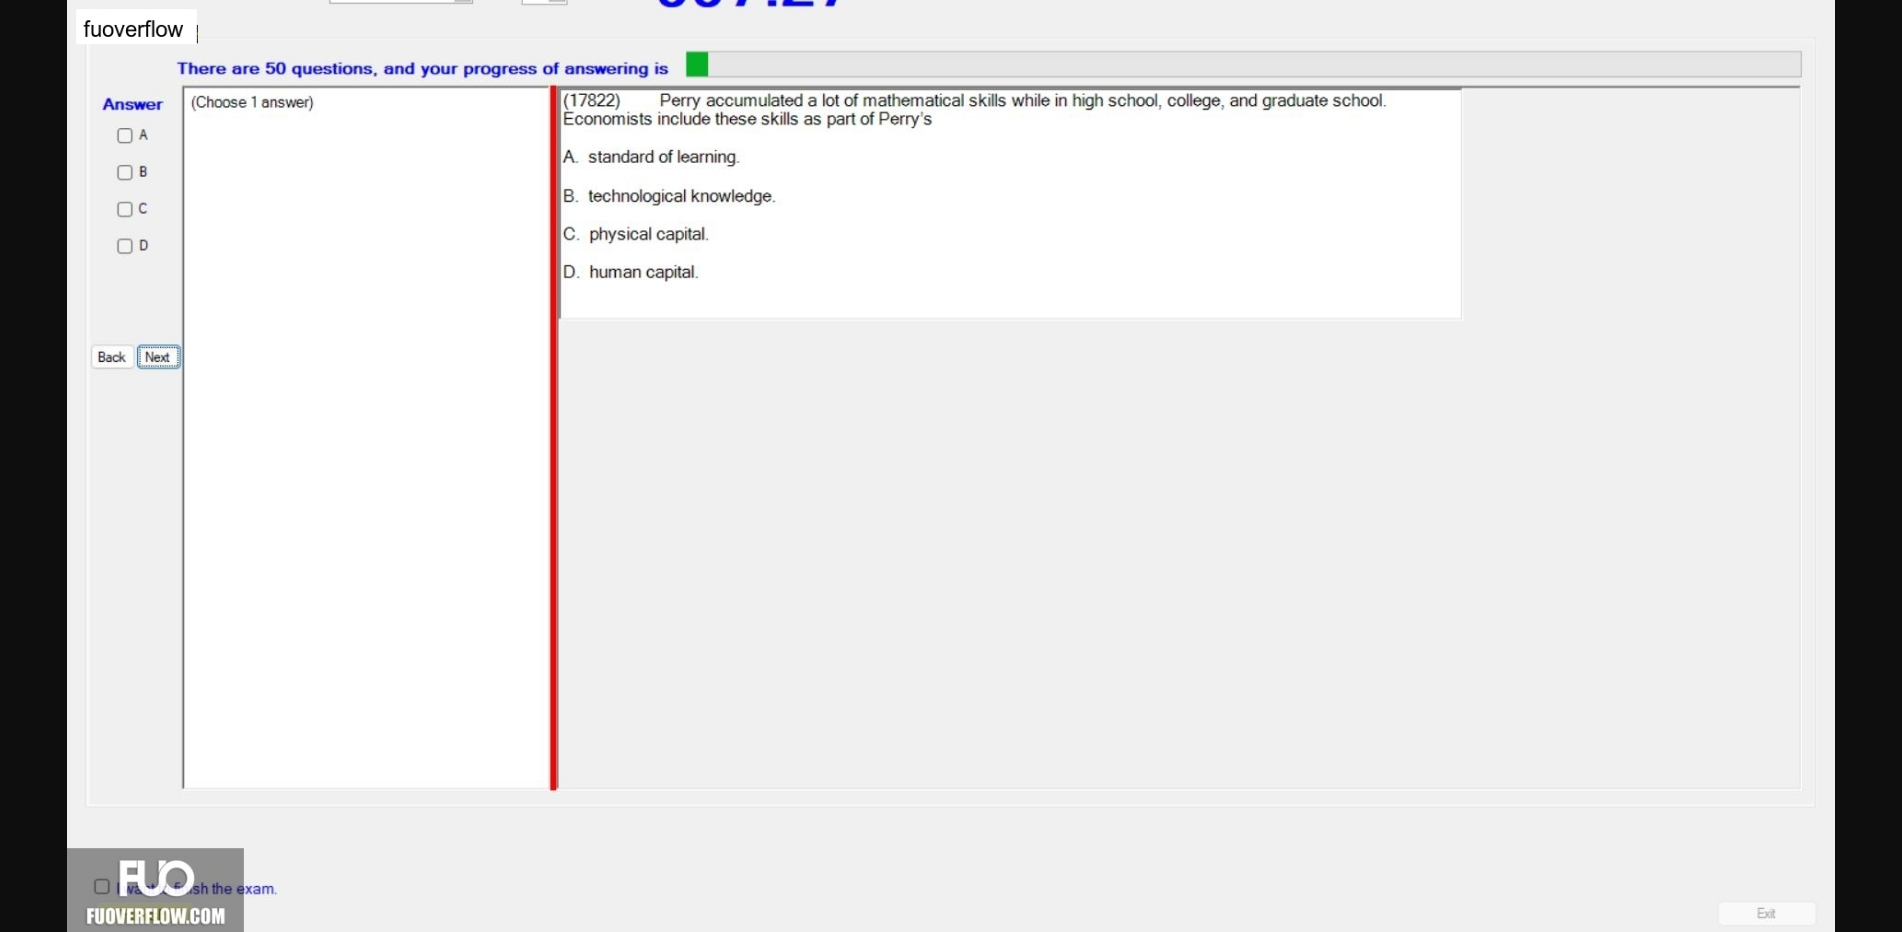 fuoverflow
There are 50 questions, and your progress of answering is
Answer
(Choose 1 answer)
A
B
C
D
Back Next
(17822) Perry accumulated a lot of mathematical skills while in high school, college, and graduate school.
Economists include these skills as part of Perry's
A. standard of learning.
B. technological knowledge.
C. physical capital.
D. human capital.
FUO
the exam.
FUOVERFLOW.COM
Exit